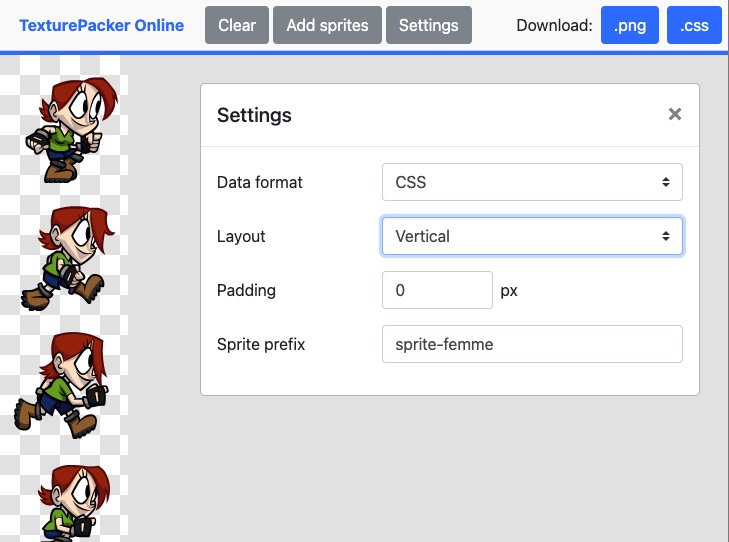 TexturePacker Online Clear Add sprites Settings Download: .png .css
Settings ×
Data format CSS
Layout Vertical
Padding 0 px
Sprite prefix sprite-femme